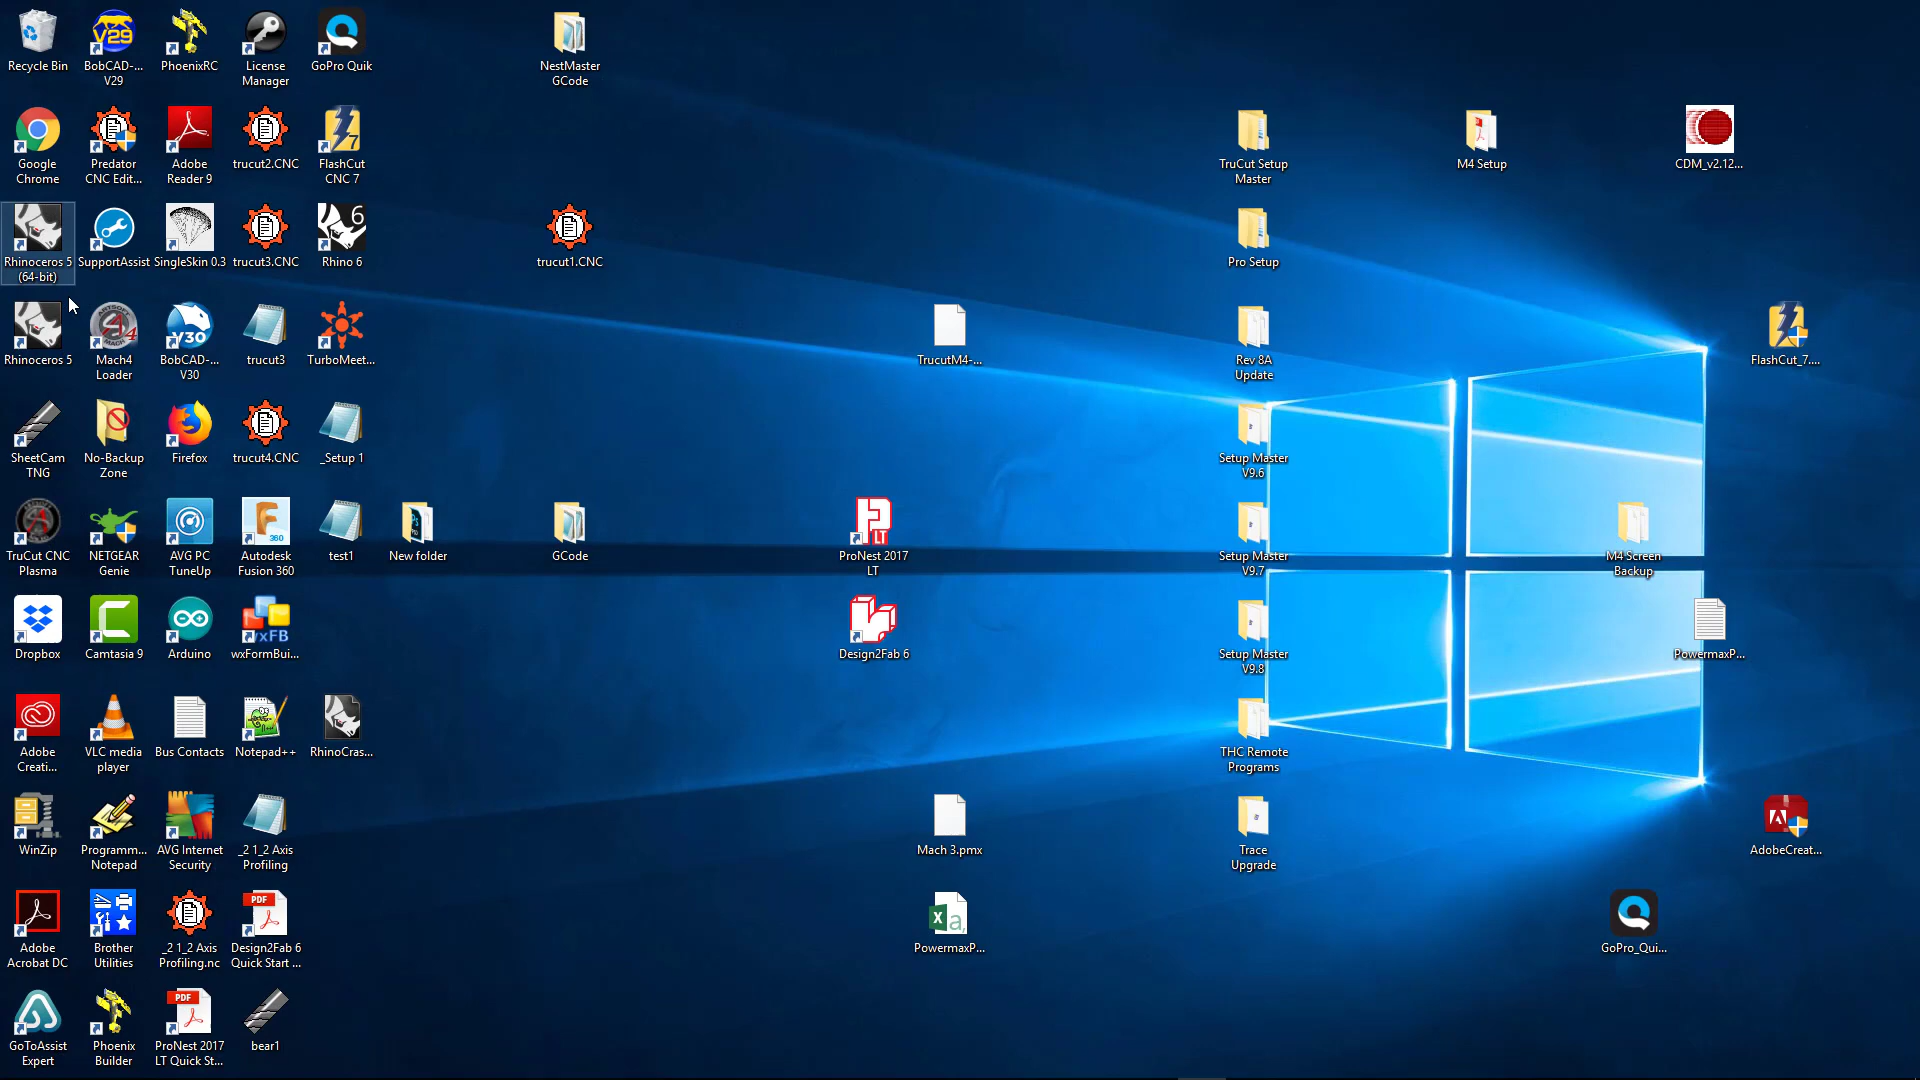 Recycle Bin
BobCAD-...
V29
PhoenixRC
License
Manager
GoPro Quik
NestMaster
GCode
Google
Chrome
Predator
CNC Edit...
Adobe
Reader 9
trucut2.CNC
FlashCut
CNC 7
TruCut Setup
Master
M4 Setup
CDM_v2.12...
Rhinoceros 5
(64-bit)
SupportAssist
SingleSkin 0.3
trucut3.CNC
Rhino 6
trucut1.CNC
Pro Setup
Rhinoceros 5
Mach4
Loader
BobCAD-...
V30
trucut3
TurboMeet...
TrucutM4-...
Rev 8A
Update
FlashCut_7....
SheetCam
TNG
No-Backup
Zone
Firefox
trucut4.CNC
_Setup 1
Setup Master
V9.6
TruCut CNC
Plasma
NETGEAR
Genie
AVG PC
TuneUp
Autodesk
Fusion 360
test1
New folder
GCode
ProNest 2017
LT
Setup Master
V9.7
M4 Screen
Backup
Dropbox
Camtasia 9
Arduino
wxFormBui...
Design2Fab 6
Setup Master
V9.8
PowermaxP...
Adobe
Creati...
VLC media
player
Bus Contacts
Notepad++
RhinoCras...
THC Remote
Programs
WinZip
Programm...
Notepad
AVG Internet
Security
_2 1_2 Axis
Profiling
Mach 3.pmx
Trace
Upgrade
AdobeCreat...
Adobe
Acrobat DC
Brother
Utilities
_2 1_2 Axis
Profiling.nc
Design2Fab 6
Quick Start ...
PowermaxP...
GoPro_Qui...
GoToAssist
Expert
Phoenix
Builder
ProNest 2017
LT Quick St...
bear1